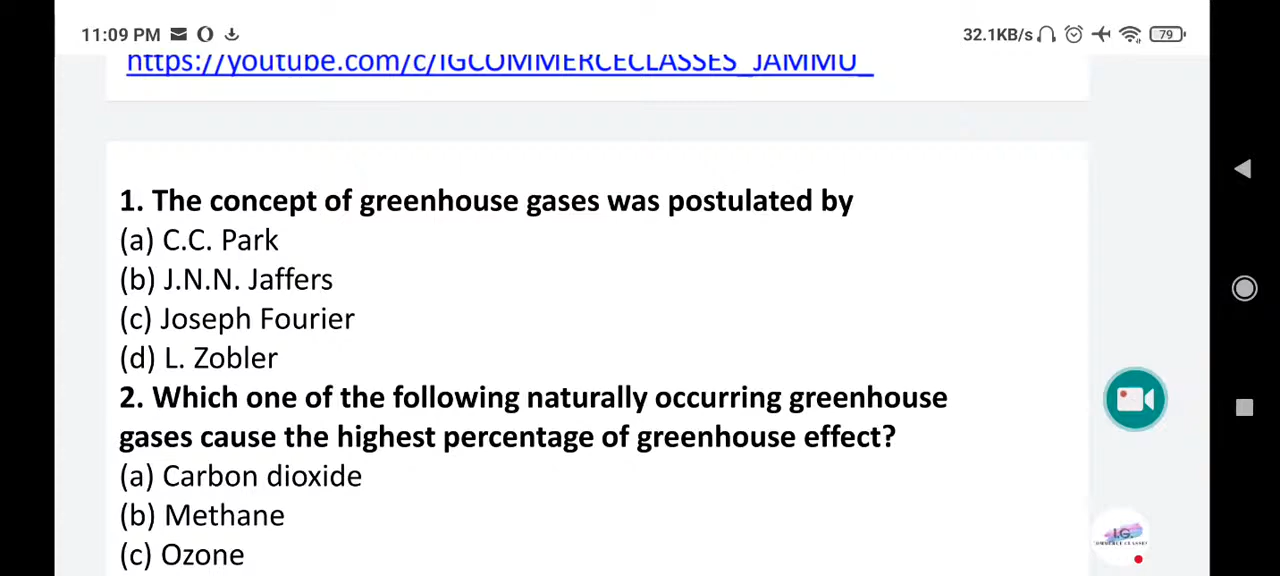 11:09 PM
32.1KB/s
79
https://youtube.com/c/IGCOMMERCECLASSES_JAMMU_
1. The concept of greenhouse gases was postulated by
(a) C.C. Park
(b) J.N.N. Jaffers
(c) Joseph Fourier
(d) L. Zobler
2. Which one of the following naturally occurring greenhouse
gases cause the highest percentage of greenhouse effect?
(a) Carbon dioxide
(b) Methane
(c) Ozone
I.G.